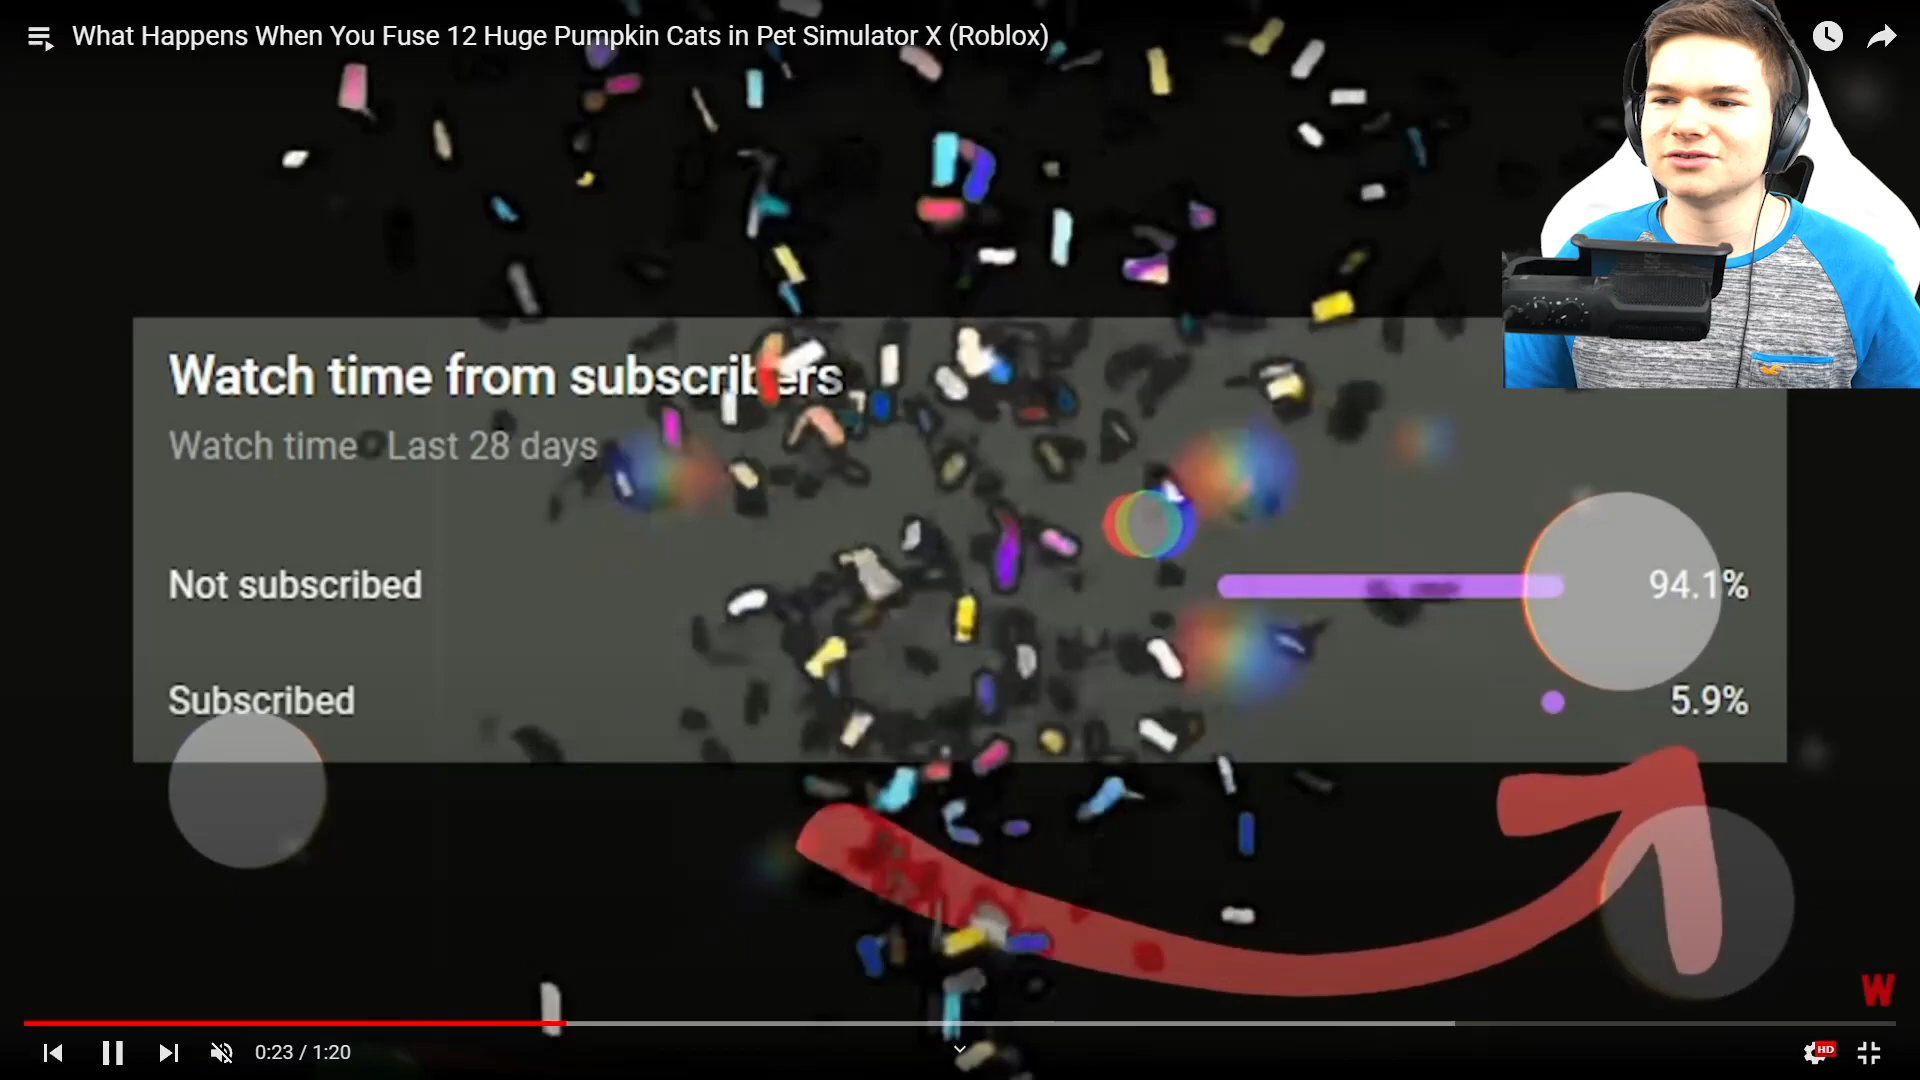 What Happens When You Fuse 12 Huge Pumpkin Cats in Pet Simulator X (Roblox)
Watch time from subscribers
Watch time · Last 28 days
Not subscribed 94.1%
Subscribed 5.9%
W
0:23 / 1:20
HD